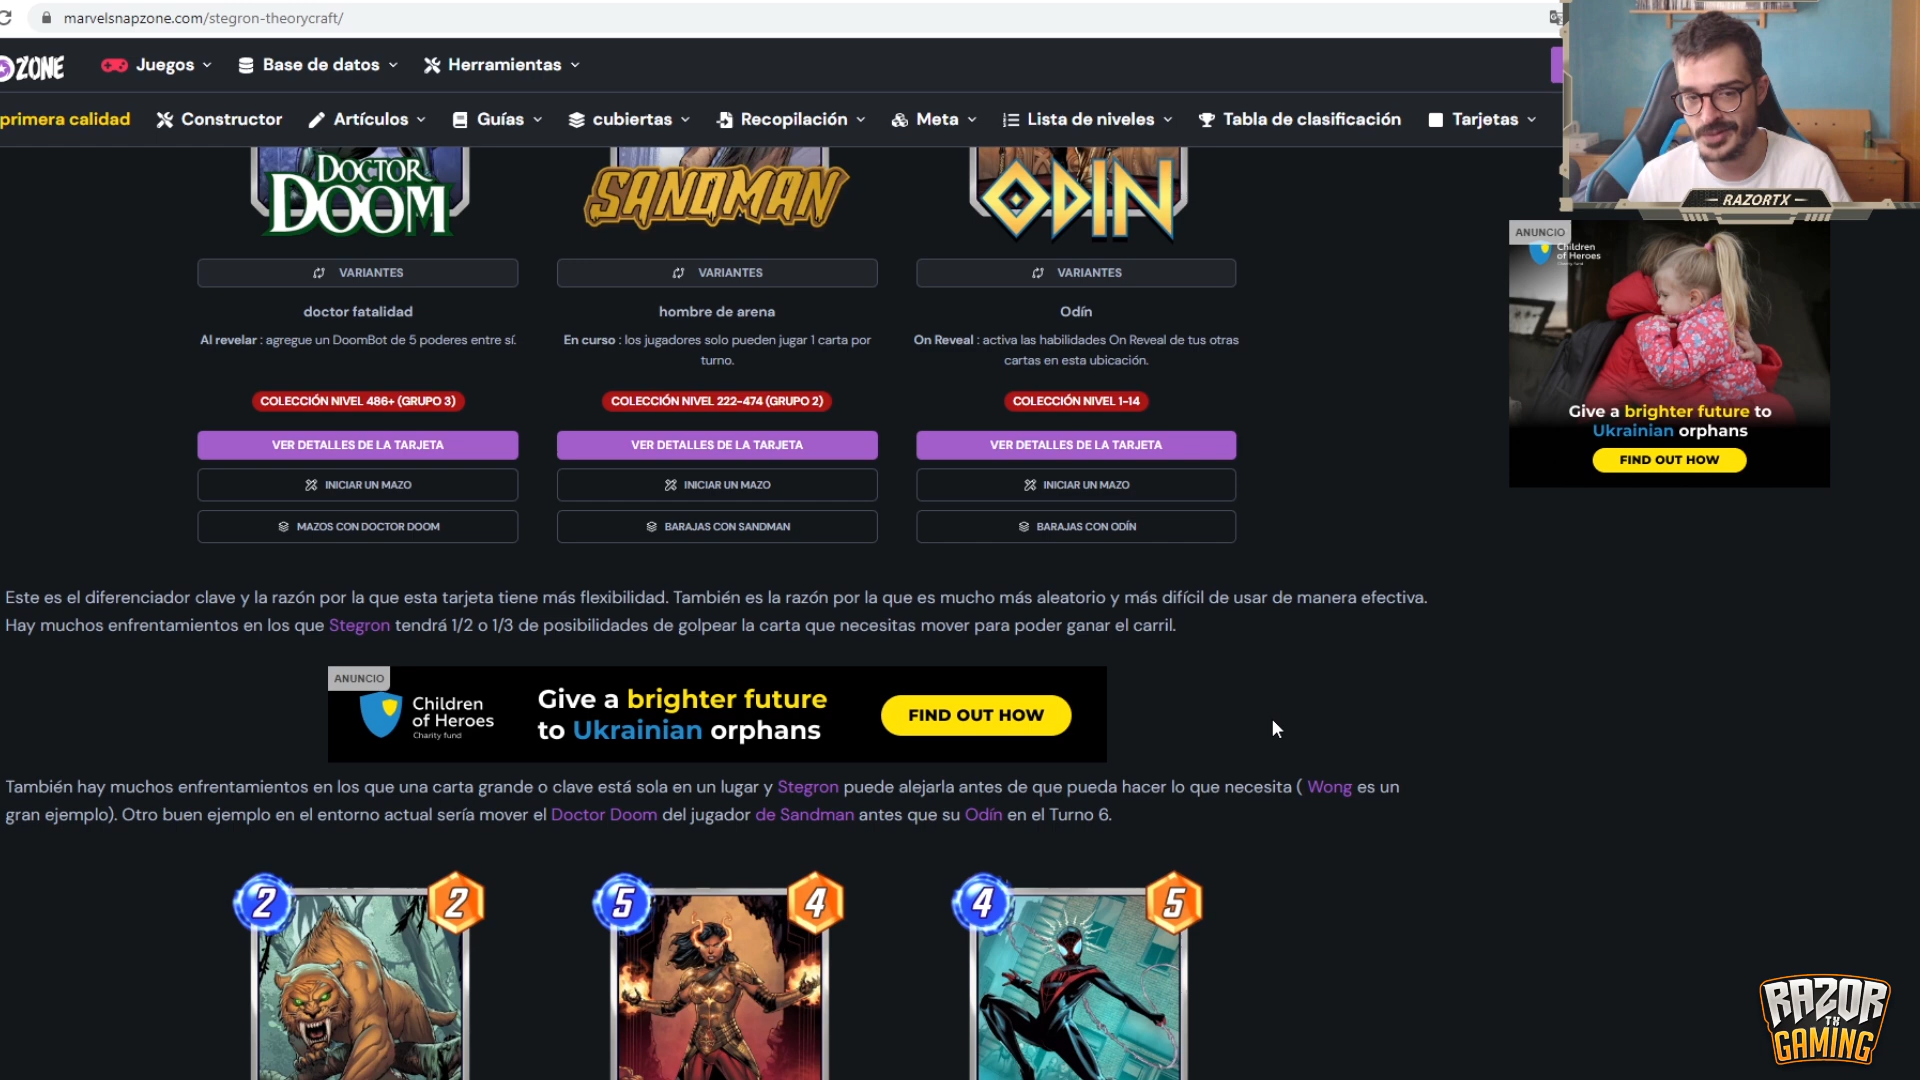 marvelsnapzone.com/stegron-theorycraft/
ZONE
Juegos
Base de datos
Herramientas
primera calidad
Constructor
Artículos
Guías
cubiertas
Recopilación
Meta
Lista de niveles
Tabla de clasificación
Tarjetas
RAZORTX
DOCTOR
DOOM
SANDMAN
ODIN
VARIANTES
VARIANTES
VARIANTES
doctor fatalidad
hombre de arena
Odín
Al revelar : agregue un DoomBot de 5 poderes entre sí.
En curso : los jugadores solo pueden jugar 1 carta por
turno.
On Reveal : activa las habilidades On Reveal de tus otras
cartas en esta ubicación.
COLECCIÓN NIVEL 486+ (GRUPO 3)
COLECCIÓN NIVEL 222-474 (GRUPO 2)
COLECCIÓN NIVEL 1-14
VER DETALLES DE LA TARJETA
VER DETALLES DE LA TARJETA
VER DETALLES DE LA TARJETA
INICIAR UN MAZO
INICIAR UN MAZO
INICIAR UN MAZO
MAZOS CON DOCTOR DOOM
BARAJAS CON SANDMAN
BARAJAS CON ODÍN
ANUNCIO
Children
of Heroes
Charity fund
Give a brighter future to
Ukrainian orphans
FIND OUT HOW
Este es el diferenciador clave y la razón por la que esta tarjeta tiene más flexibilidad. También es la razón por la que es mucho más aleatorio y más difícil de usar de manera efectiva.
Hay muchos enfrentamientos en los que Stegron tendrá 1/2 o 1/3 de posibilidades de golpear la carta que necesitas mover para poder ganar el carril.
ANUNCIO
Children
of Heroes
Charity fund
Give a brighter future
to Ukrainian orphans
FIND OUT HOW
También hay muchos enfrentamientos en los que una carta grande o clave está sola en un lugar y Stegron puede alejarla antes de que pueda hacer lo que necesita ( Wong es un
gran ejemplo). Otro buen ejemplo en el entorno actual sería mover el Doctor Doom del jugador de Sandman antes que su Odín en el Turno 6.
2
2
5
4
4
5
RAZOR
TX
GAMING